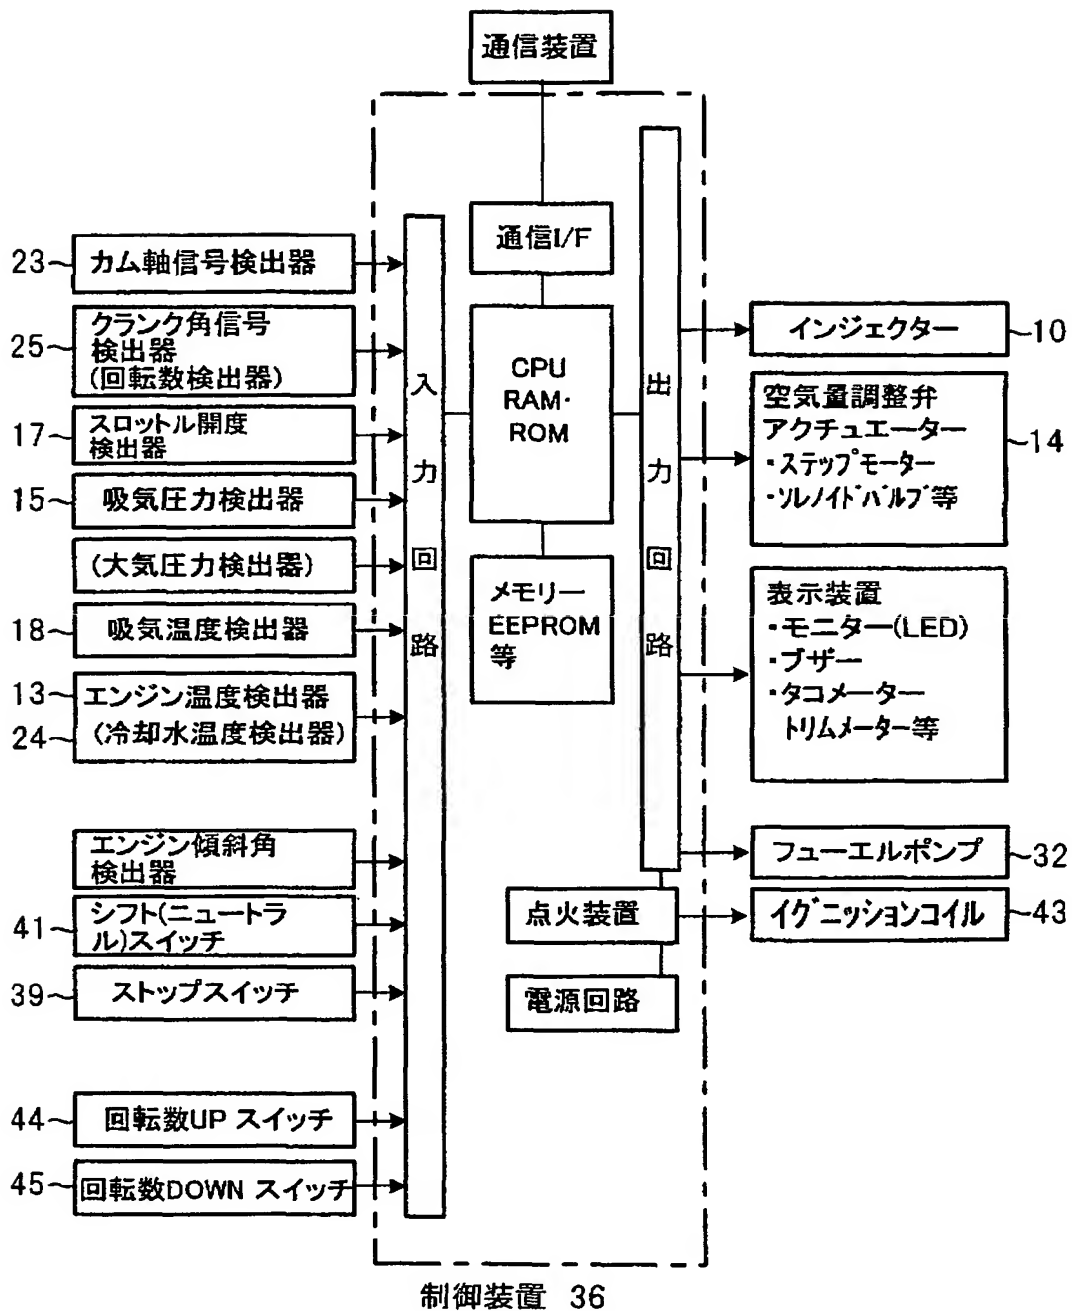 通信装置
通信I/F
CPU
RAM・
ROM
メモリー
EEPROM
等
入力回路
出力回路
点火装置
電源回路
23 カム軸信号検出器
25 クランク角信号
検出器
(回転数検出器)
17 スロットル開度
検出器
15 吸気圧力検出器
(大気圧力検出器)
18 吸気温度検出器
13 エンジン温度検出器
24 (冷却水温度検出器)
エンジン傾斜角
検出器
41 シフト(ニュートラ
ル)スイッチ
39 ストップスイッチ
44 回転数UP スイッチ
45 回転数DOWN スイッチ
インジェクター 10
空気量調整弁
アクチュエーター 14
・ステップモーター
・ソレノイドバルブ等
表示装置
・モニター(LED)
・ブザー
・タコメーター
トリムメーター等
フューエルポンプ 32
イグニッションコイル 43
制御装置 36